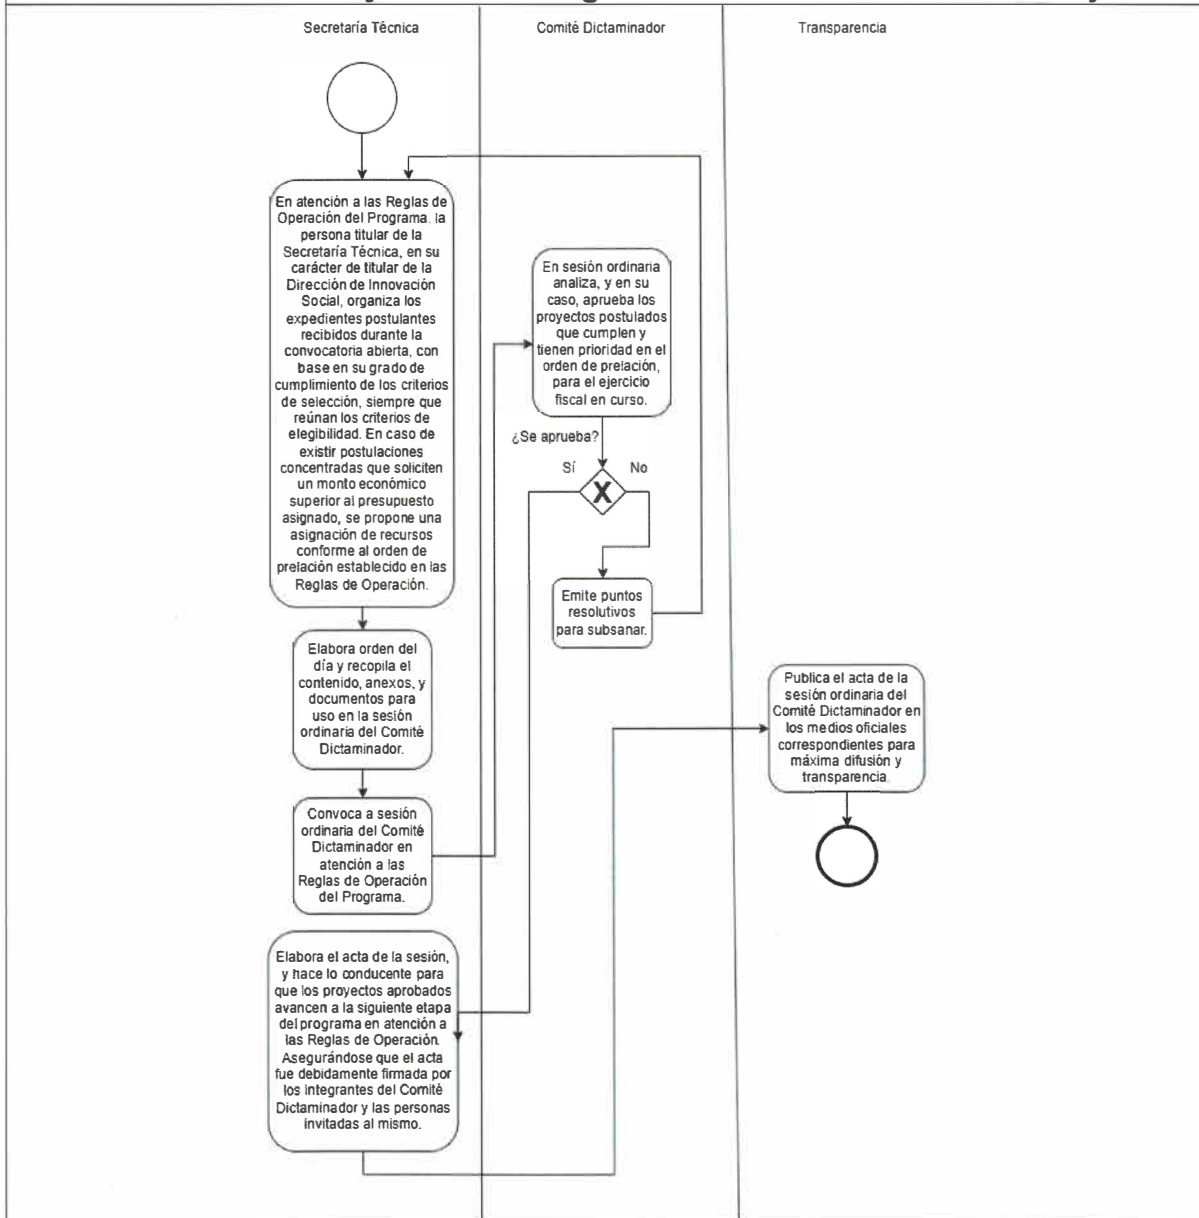 Secretaría Técnica
Comité Dictaminador
Transparencia
En atención a las Reglas de
Operación del Programa, la
persona titular de la
Secretaría Técnica, en su
carácter de titular de la
Dirección de Innovación
Social, organiza los
expedientes postulantes
recibidos durante la
convocatoria abierta, con
base en su grado de
cumplimiento de los criterios
de selección, siempre que
reúnan los criterios de
elegibilidad. En caso de
existir postulaciones
concentradas que soliciten
un monto económico
superior al presupuesto
asignado, se propone una
asignación de recursos
conforme al orden de
prelación establecido en las
Reglas de Operación.
Elabora orden del
día y recopila el
contenido, anexos, y
documentos para
uso en la sesión
ordinaria del Comité
Dictaminador.
Convoca a sesión
ordinaria del Comité
Dictaminador en
atención a las
Reglas de Operación
del Programa.
En sesión ordinaria
analiza, y en su
caso, aprueba los
proyectos postulados
que cumplen y
tienen prioridad en el
orden de prelación,
para el ejercicio
fiscal en curso.
¿Se aprueba?
Sí
No
X
Emite puntos
resolutivos
para subsanar.
Elabora el acta de la sesión,
y hace lo conducente para
que los proyectos aprobados
avancen a la siguiente etapa
del programa en atención a
las Reglas de Operación.
Asegurándose que el acta
fue debidamente firmada por
los integrantes del Comité
Dictaminador y las personas
invitadas al mismo.
Publica el acta de la
sesión ordinaria del
Comité Dictaminador en
los medios oficiales
correspondientes para
máxima difusión y
transparencia.